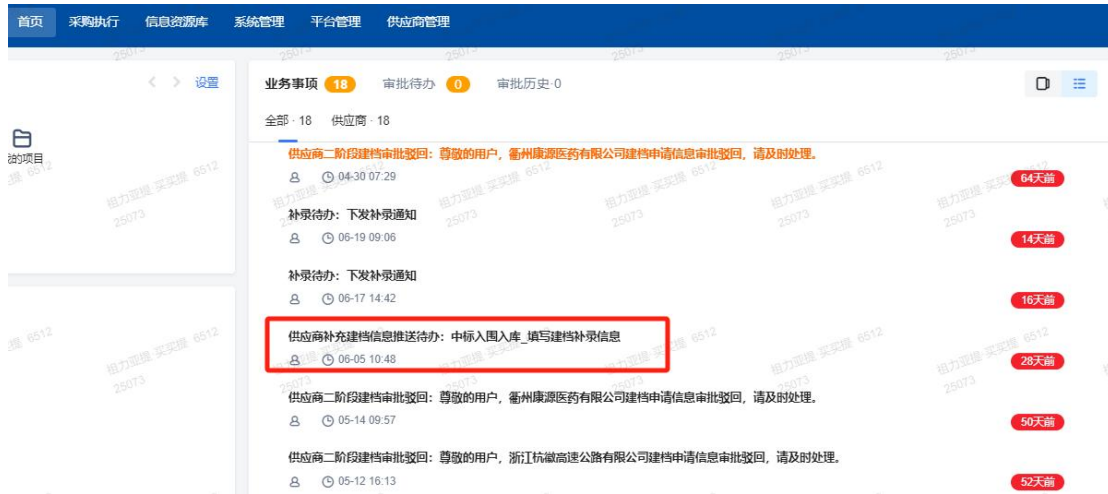 首页 采购执行 信息资源库 系统管理 平台管理 供应商管理
设置
业务事项 18 审批待办 0 审批历史·0
全部·18 供应商·18
的项目
供应商二阶段建档审批驳回：尊敬的用户，衢州康源医药有限公司建档申请信息审批驳回，请及时处理。
04-30 07:29
64天前
补录待办：下发补录通知
06-19 09:06
14天前
补录待办：下发补录通知
06-17 14:42
16天前
供应商补充建档信息推送待办：中标入围入库_填写建档补录信息
06-05 10:48
28天前
供应商二阶段建档审批驳回：尊敬的用户，衢州康源医药有限公司建档申请信息审批驳回，请及时处理。
05-14 09:57
50天前
供应商二阶段建档审批驳回：尊敬的用户，浙江杭徽高速公路有限公司建档申请信息审批驳回，请及时处理。
05-12 16:13
52天前